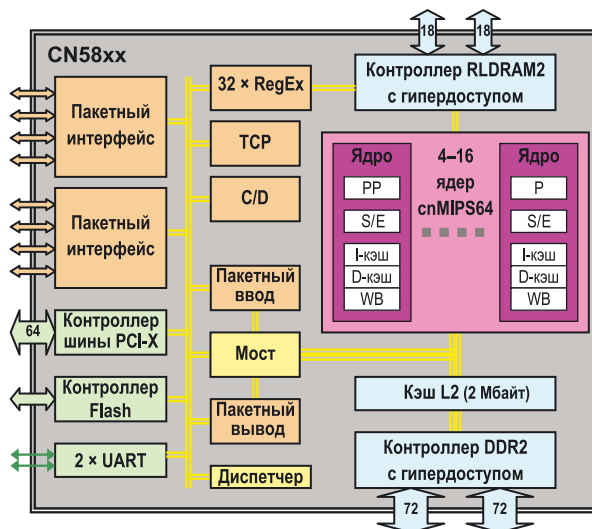 18 18
CN58xx
Пакетный
интерфейс
Пакетный
интерфейс
64
Контроллер
шины PCI-X
Контроллер
Flash
2 × UART
32 × RegEx
TCP
C/D
Пакетный
ввод
Мост
Пакетный
вывод
Диспетчер
Контроллер RLDRAM2
с гипердоступом
Ядро
PP
S/E
I-кэш
D-кэш
WB
4–16
ядер
cnMIPS64
Ядро
P
S/E
I-кэш
D-кэш
WB
Кэш L2 (2 Мбайт)
Контроллер DDR2
с гипердоступом
72 72